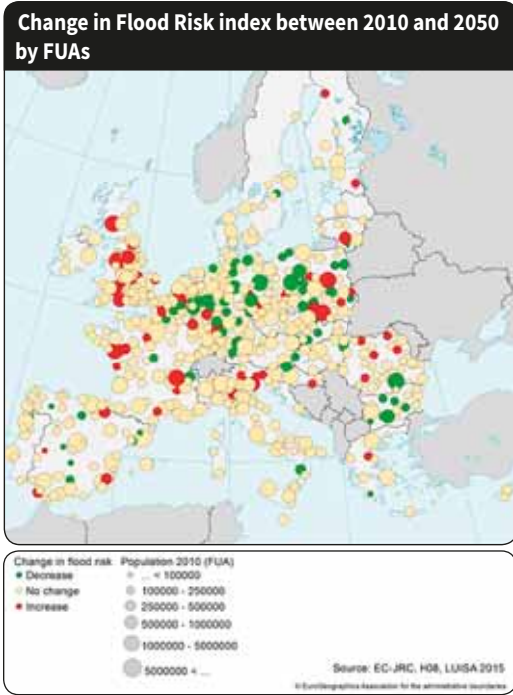 Change in Flood Risk index between 2010 and 2050
by FUAs
Change in flood risk
Decrease
No change
Increase
Population 2010 (FUA)
... < 100000
100000 - 250000
250000 - 500000
500000 - 1000000
1000000 - 5000000
5000000 < ...
Source: EC-JRC, H08, LUISA 2015
© EuroGeographics Association for the administrative boundaries